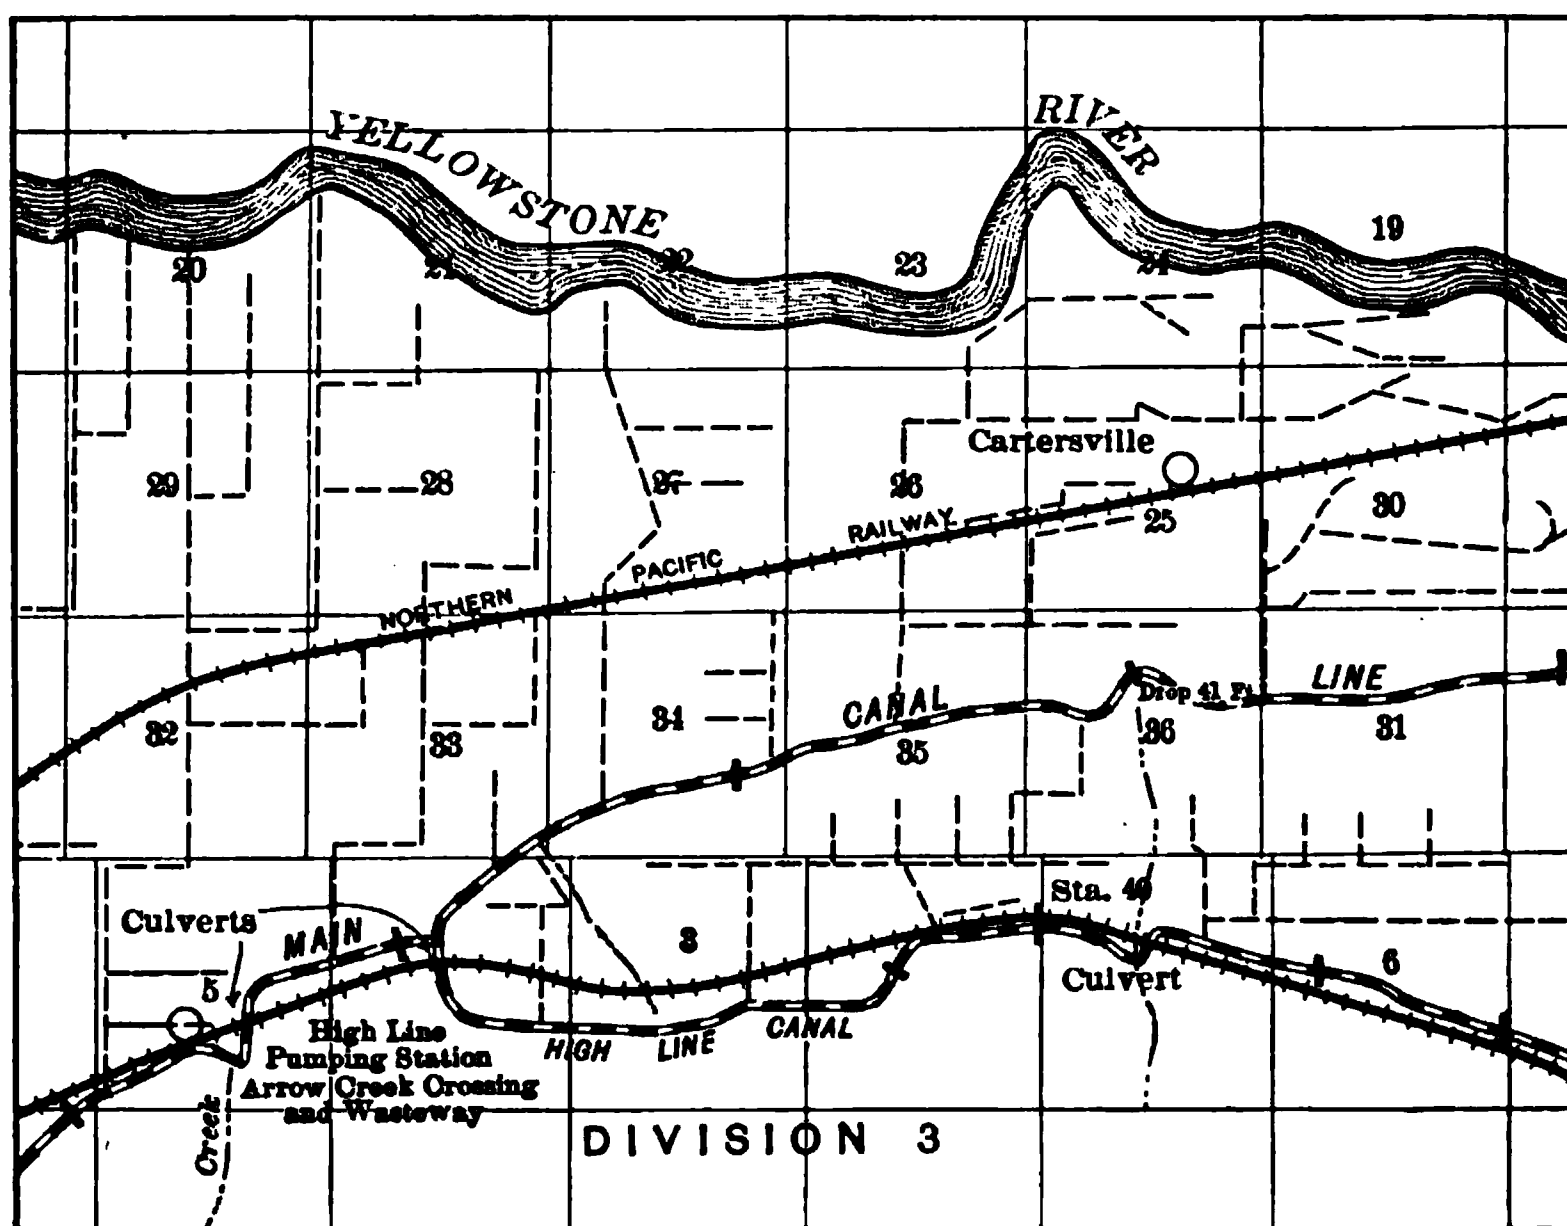 YELLOWSTONE
RIVER
19
20
21
22
23
24
Cartersville
29
28
27
26
25
30
NORTHERN PACIFIC RAILWAY
32
33
34
CANAL
35
Drop 41 Ft.
36
LINE
31
Culverts
MAIN
5
3
Sta. 40
Culvert
6
High Line
Pumping Station
Arrow Creek Crossing
and Wasteway
HIGH LINE CANAL
Creek
DIVISION 3